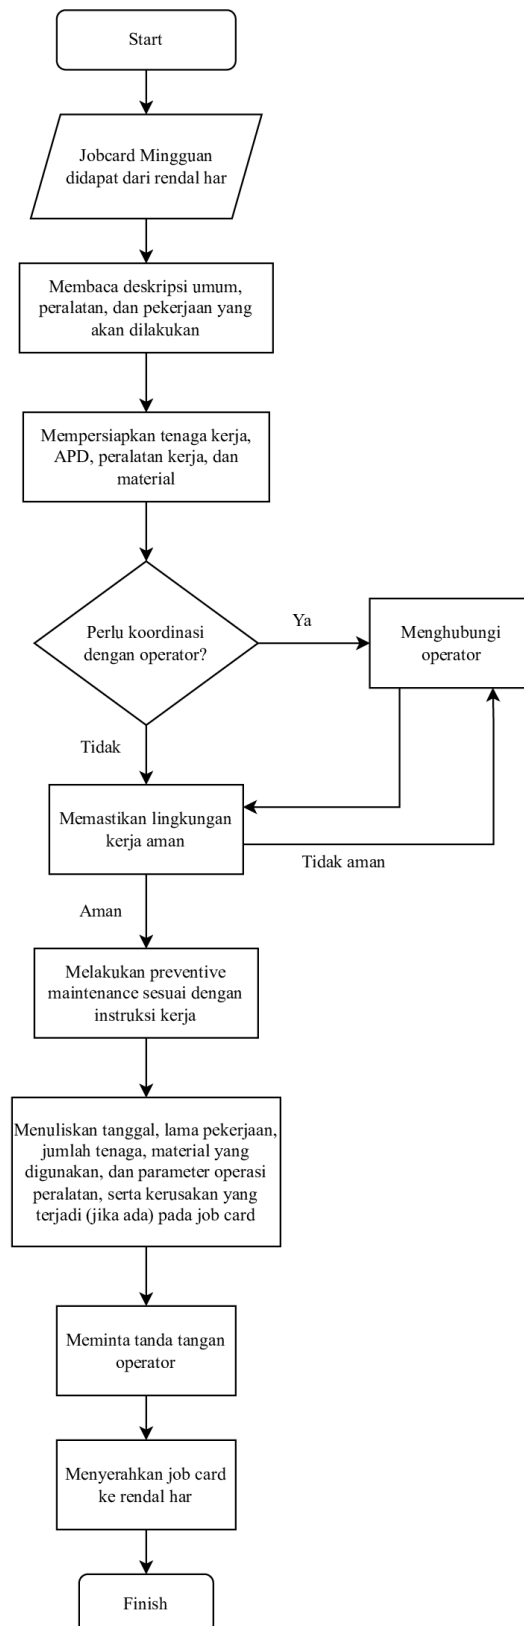 Start
Jobcard Mingguan
didapat dari rendal har
Membaca deskripsi umum,
peralatan, dan pekerjaan yang
akan dilakukan
Mempersiapkan tenaga kerja,
APD, peralatan kerja, dan
material
Perlu koordinasi
dengan operator?
Ya
Menghubungi
operator
Tidak
Memastikan lingkungan
kerja aman
Tidak aman
Aman
Melakukan preventive
maintenance sesuai dengan
instruksi kerja
Menuliskan tanggal, lama pekerjaan,
jumlah tenaga, material yang
digunakan, dan parameter operasi
peralatan, serta kerusakan yang
terjadi (jika ada) pada job card
Meminta tanda tangan
operator
Menyerahkan job card
ke rendal har
Finish